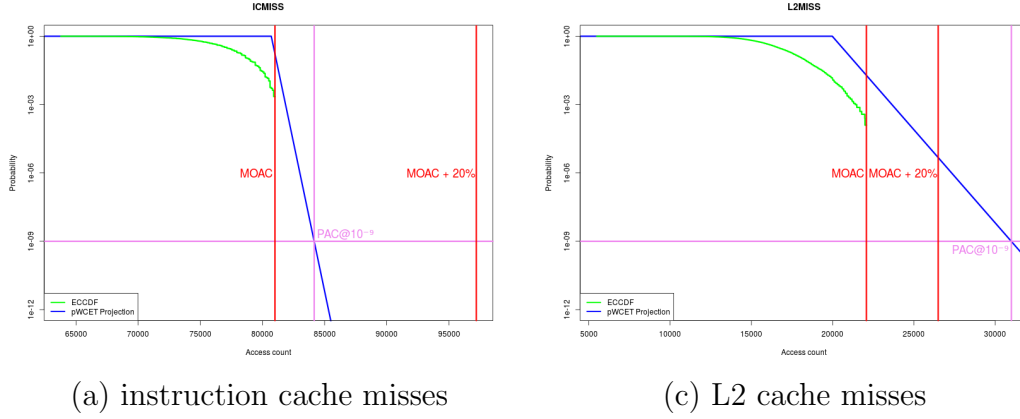 ICMISS
Probability
1e+00
1e-03
1e-06
1e-09
1e-12
MOAC
MOAC + 20%
PAC@10⁻⁹
ECCDF
pWCET Projection
65000 70000 75000 80000 85000 90000 95000
Access count
(a) instruction cache misses
L2MISS
Probability
1e+00
1e-03
1e-06
1e-09
1e-12
MOAC
MOAC + 20%
PAC@10⁻⁹
ECCDF
pWCET Projection
5000 10000 15000 20000 25000 30000
Access count
(c) L2 cache misses